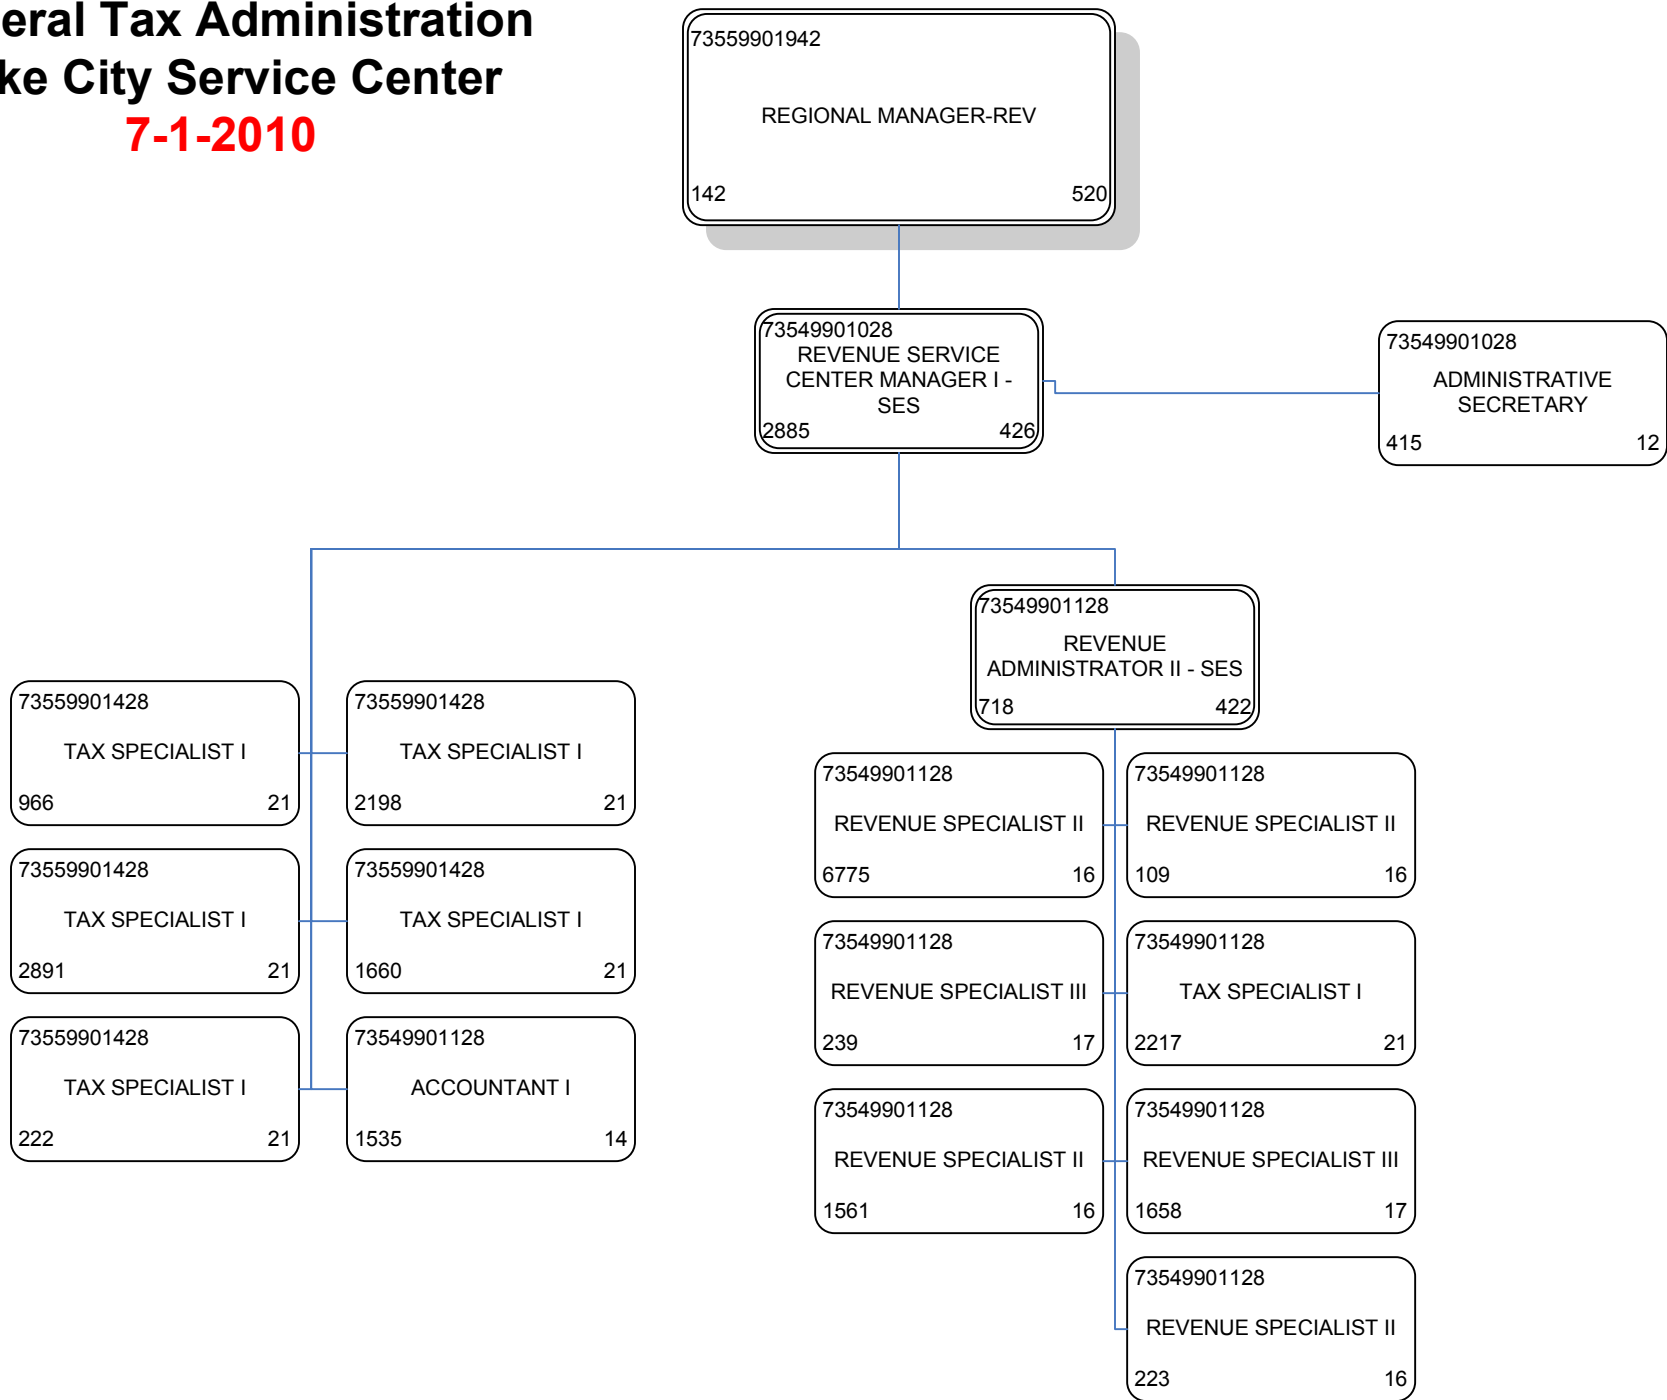 eral Tax Administration
ke City Service Center
7-1-2010
73559901942
REGIONAL MANAGER-REV
142 520
73549901028
REVENUE SERVICE
CENTER MANAGER I -
SES
2885 426
73549901028
ADMINISTRATIVE
SECRETARY
415 12
73549901128
REVENUE
ADMINISTRATOR II - SES
718 422
73559901428
TAX SPECIALIST I
966 21
73559901428
TAX SPECIALIST I
2198 21
73559901428
TAX SPECIALIST I
2891 21
73559901428
TAX SPECIALIST I
1660 21
73559901428
TAX SPECIALIST I
222 21
73549901128
ACCOUNTANT I
1535 14
73549901128
REVENUE SPECIALIST II
6775 16
73549901128
REVENUE SPECIALIST II
109 16
73549901128
REVENUE SPECIALIST III
239 17
73549901128
TAX SPECIALIST I
2217 21
73549901128
REVENUE SPECIALIST II
1561 16
73549901128
REVENUE SPECIALIST III
1658 17
73549901128
REVENUE SPECIALIST II
223 16